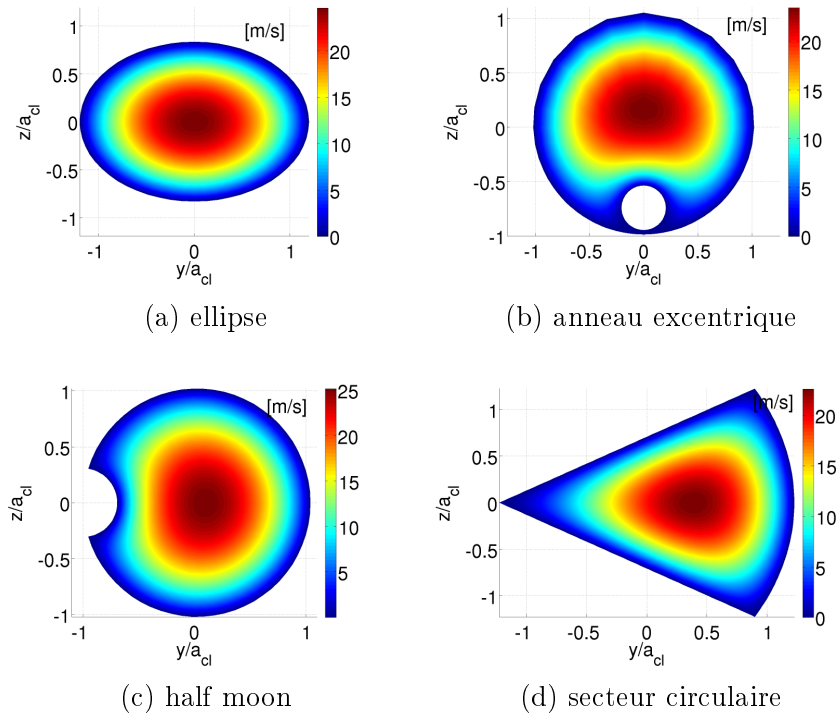 [m/s]
1
0.5
0
-0.5
-1
z/a_cl
-1 0 1
y/a_cl
20
15
10
5
0
(a) ellipse
[m/s]
1
0.5
0
-0.5
-1
z/a_cl
-1 -0.5 0 0.5 1
y/a_cl
20
15
10
5
0
(b) anneau excentrique
[m/s]
1
0.5
0
-0.5
-1
z/a_cl
-1 0 1
y/a_cl
25
20
15
10
5
(c) half moon
[m/s]
1
0.5
0
-0.5
-1
z/a_cl
-1 -0.5 0 0.5 1
y/a_cl
20
15
10
5
0
(d) secteur circulaire